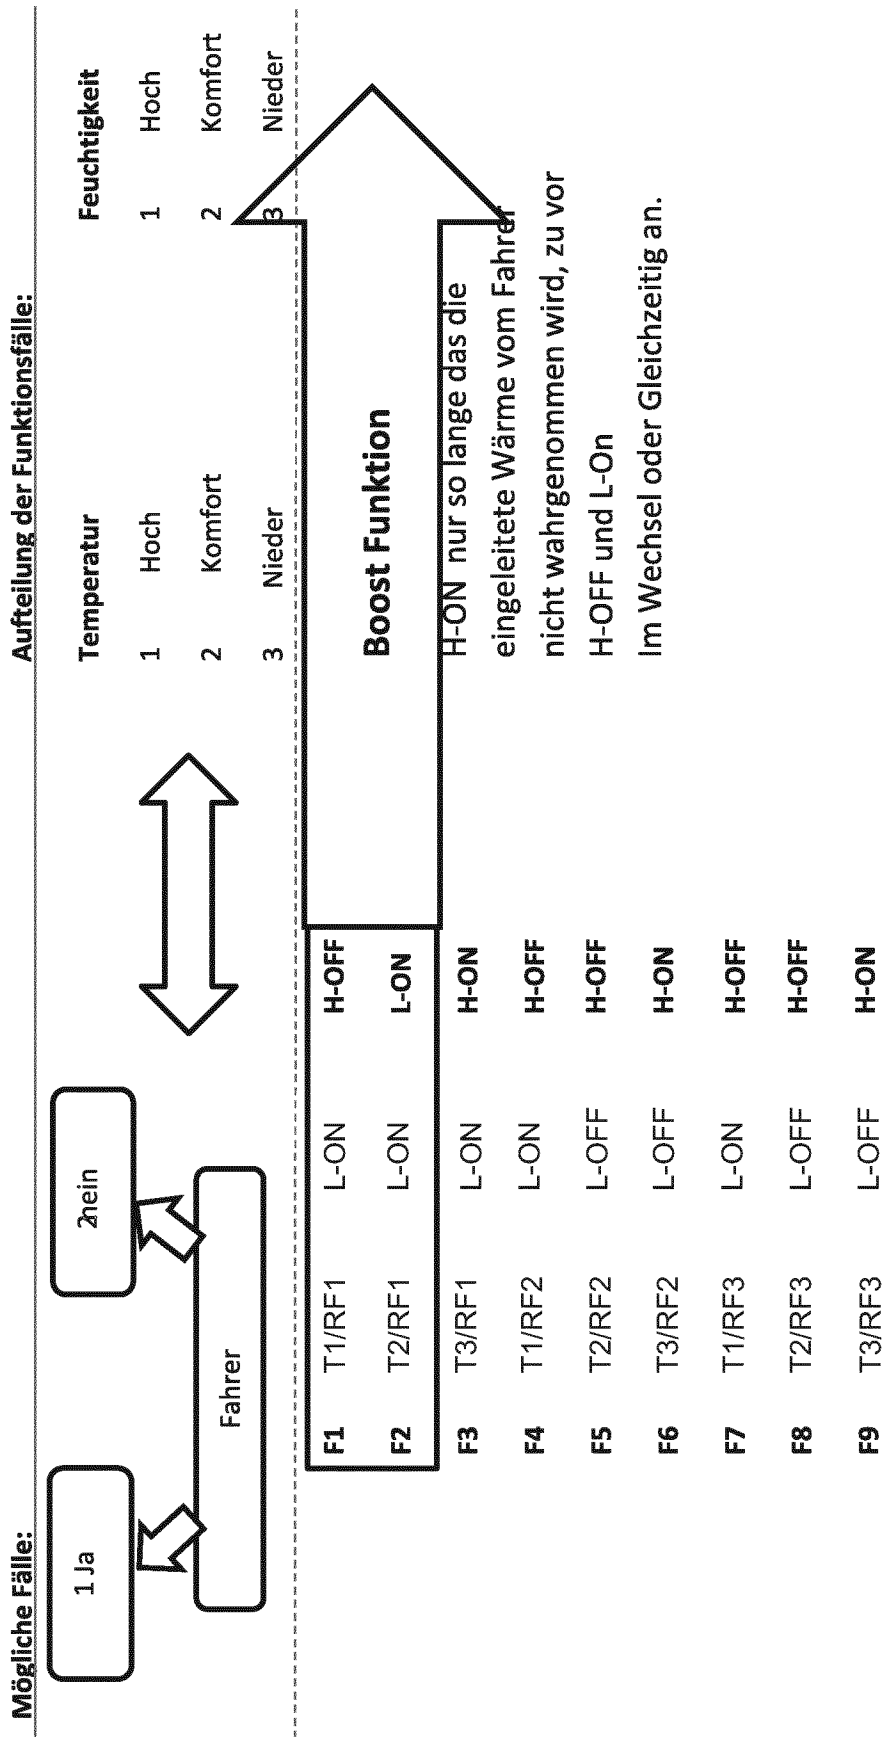 Mögliche Fälle:
Aufteilung der Funktionsfälle:
1 Ja
2nein
Fahrer
Temperatur
1 Hoch
2 Komfort
3 Nieder
Feuchtigkeit
1 Hoch
2 Komfort
3 Nieder
F1 T1/RF1 L-ON H-OFF
F2 T2/RF1 L-ON L-ON
F3 T3/RF1 L-ON H-ON
F4 T1/RF2 L-ON H-OFF
F5 T2/RF2 L-OFF H-OFF
F6 T3/RF2 L-OFF H-ON
F7 T1/RF3 L-ON H-OFF
F8 T2/RF3 L-OFF H-OFF
F9 T3/RF3 L-OFF H-ON
Boost Funktion
H-ON nur so lange das die
eingeleitete Wärme vom Fahrer
nicht wahrgenommen wird, zu vor
H-OFF und L-On
Im Wechsel oder Gleichzeitig an.